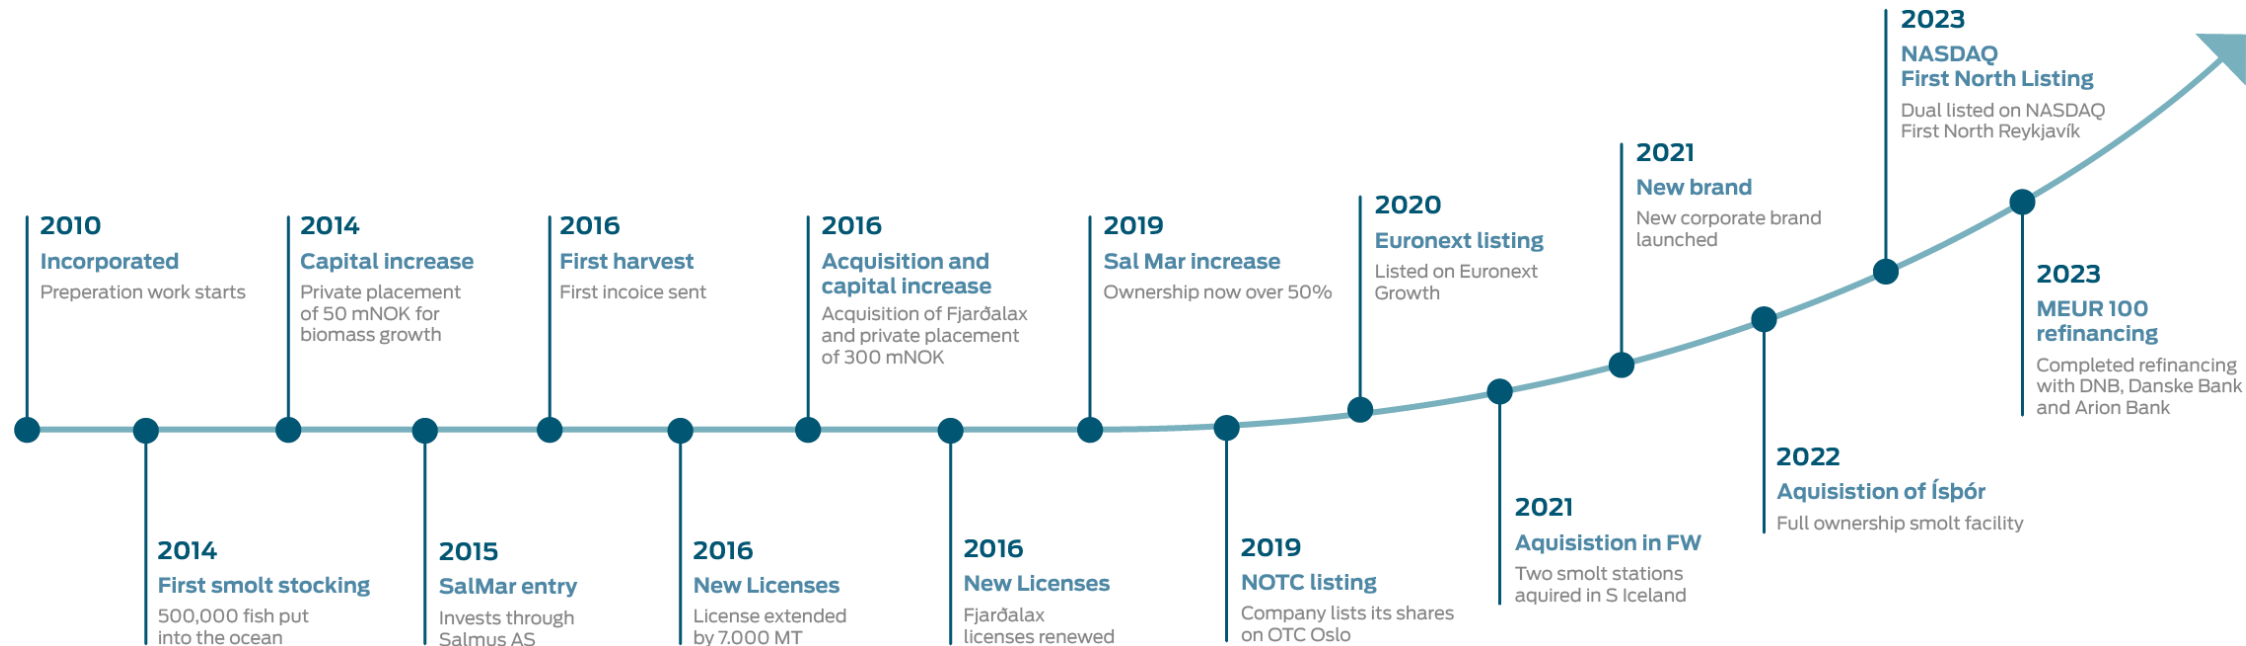 2010
Incorporated
Preperation work starts
2014
First smolt stocking
500,000 fish put
into the ocean
2014
Capital increase
Private placement
of 50 mNOK for
biomass growth
2015
SalMar entry
Invests through
Salmus AS
2016
First harvest
First incoice sent
2016
New Licenses
License extended
by 7.000 MT
2016
Acquisition and
capital increase
Acquisition of Fjarðalax
and private placement
of 300 mNOK
2016
New Licenses
Fjarðalax
licenses renewed
2019
Sal Mar increase
Ownership now over 50%
2019
NOTC listing
Company lists its shares
on OTC Oslo
2020
Euronext listing
Listed on Euronext
Growth
2021
Aquisistion in FW
Two smolt stations
aquired in S Iceland
2021
New brand
New corporate brand
launched
2022
Aquisistion of Ísþór
Full ownership smolt facility
2023
NASDAQ
First North Listing
Dual listed on NASDAQ
First North Reykjavík
2023
MEUR 100
refinancing
Completed refinancing
with DNB, Danske Bank
and Arion Bank